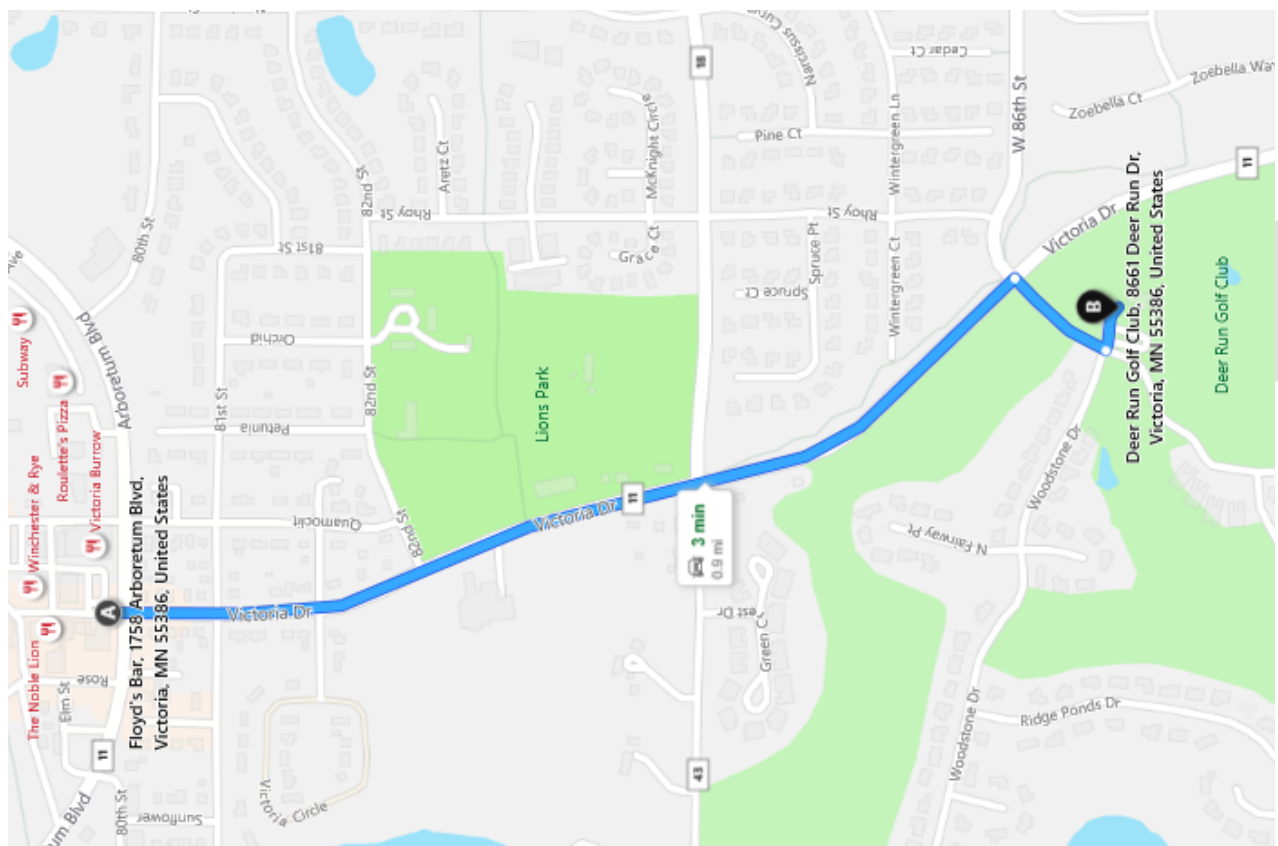 Subway
Roulette's Pizza
Victoria Burrow
Winchester & Rye
The Noble Lion
Arboretum Blvd
80th St
A
Floyd's Bar, 1758 Arboretum Blvd,
Victoria, MN 55386, United States
Elm St
Rose
11
um Blvd
80th St
Sunflower
81st St
81st St
Orchid
Petunia
Quamoclit
82nd St
82nd St
82nd St
Victoria Dr
Victoria Circle
Aretz Ct
Rhoy St
McKnight Circle
Grace Ct
Lions Park
Victoria Dr
11
3 min
0.9 mi
18
43
Narcissus Curv
Pine Ct
Cedar Ct
Wintergreen Ln
Rhoy St
Spruce Pt
Spruce Ct
Wintergreen Ct
W 86th St
Zoebella Ct
Zoebella Way
Victoria Dr
11
B
Deer Run Golf Club, 8661 Deer Run Dr,
Victoria, MN 55386, United States
Deer Run Golf Club
Woodstone Dr
N Fairway Pt
Woodstone Dr
Ridge Ponds Dr